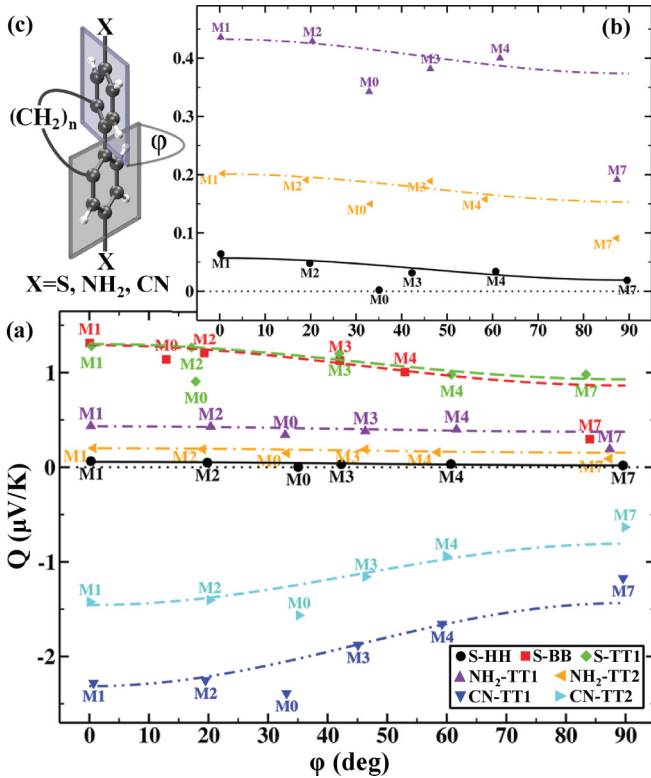 (c)
X
(CH₂)ₙ
φ
X
X=S, NH₂, CN
(b)
0.4
0.3
0.2
0.1
0
M1
M2
M0
M3
M4
M7
M1
M2
M0
M3
M4
M7
M1
M2
M0
M3
M4
M7
0 10 20 30 40 50 60 70 80 90
(a)
Q (μV/K)
1
0
-1
-2
M1
M0
M2
M3
M4
M7
M1
M2
M0
M3
M4
M7
M1
M2
M0
M3
M4
M7
M1
M2
M0
M3
M4
M7
M1
M2
M0
M3
M4
M7
M1
M2
M0
M3
M4
M7
M1
M2
M0
M3
M4
M7
S-HH S-BB S-TT1
NH₂-TT1 NH₂-TT2
CN-TT1 CN-TT2
0 10 20 30 40 50 60 70 80 90
φ (deg)